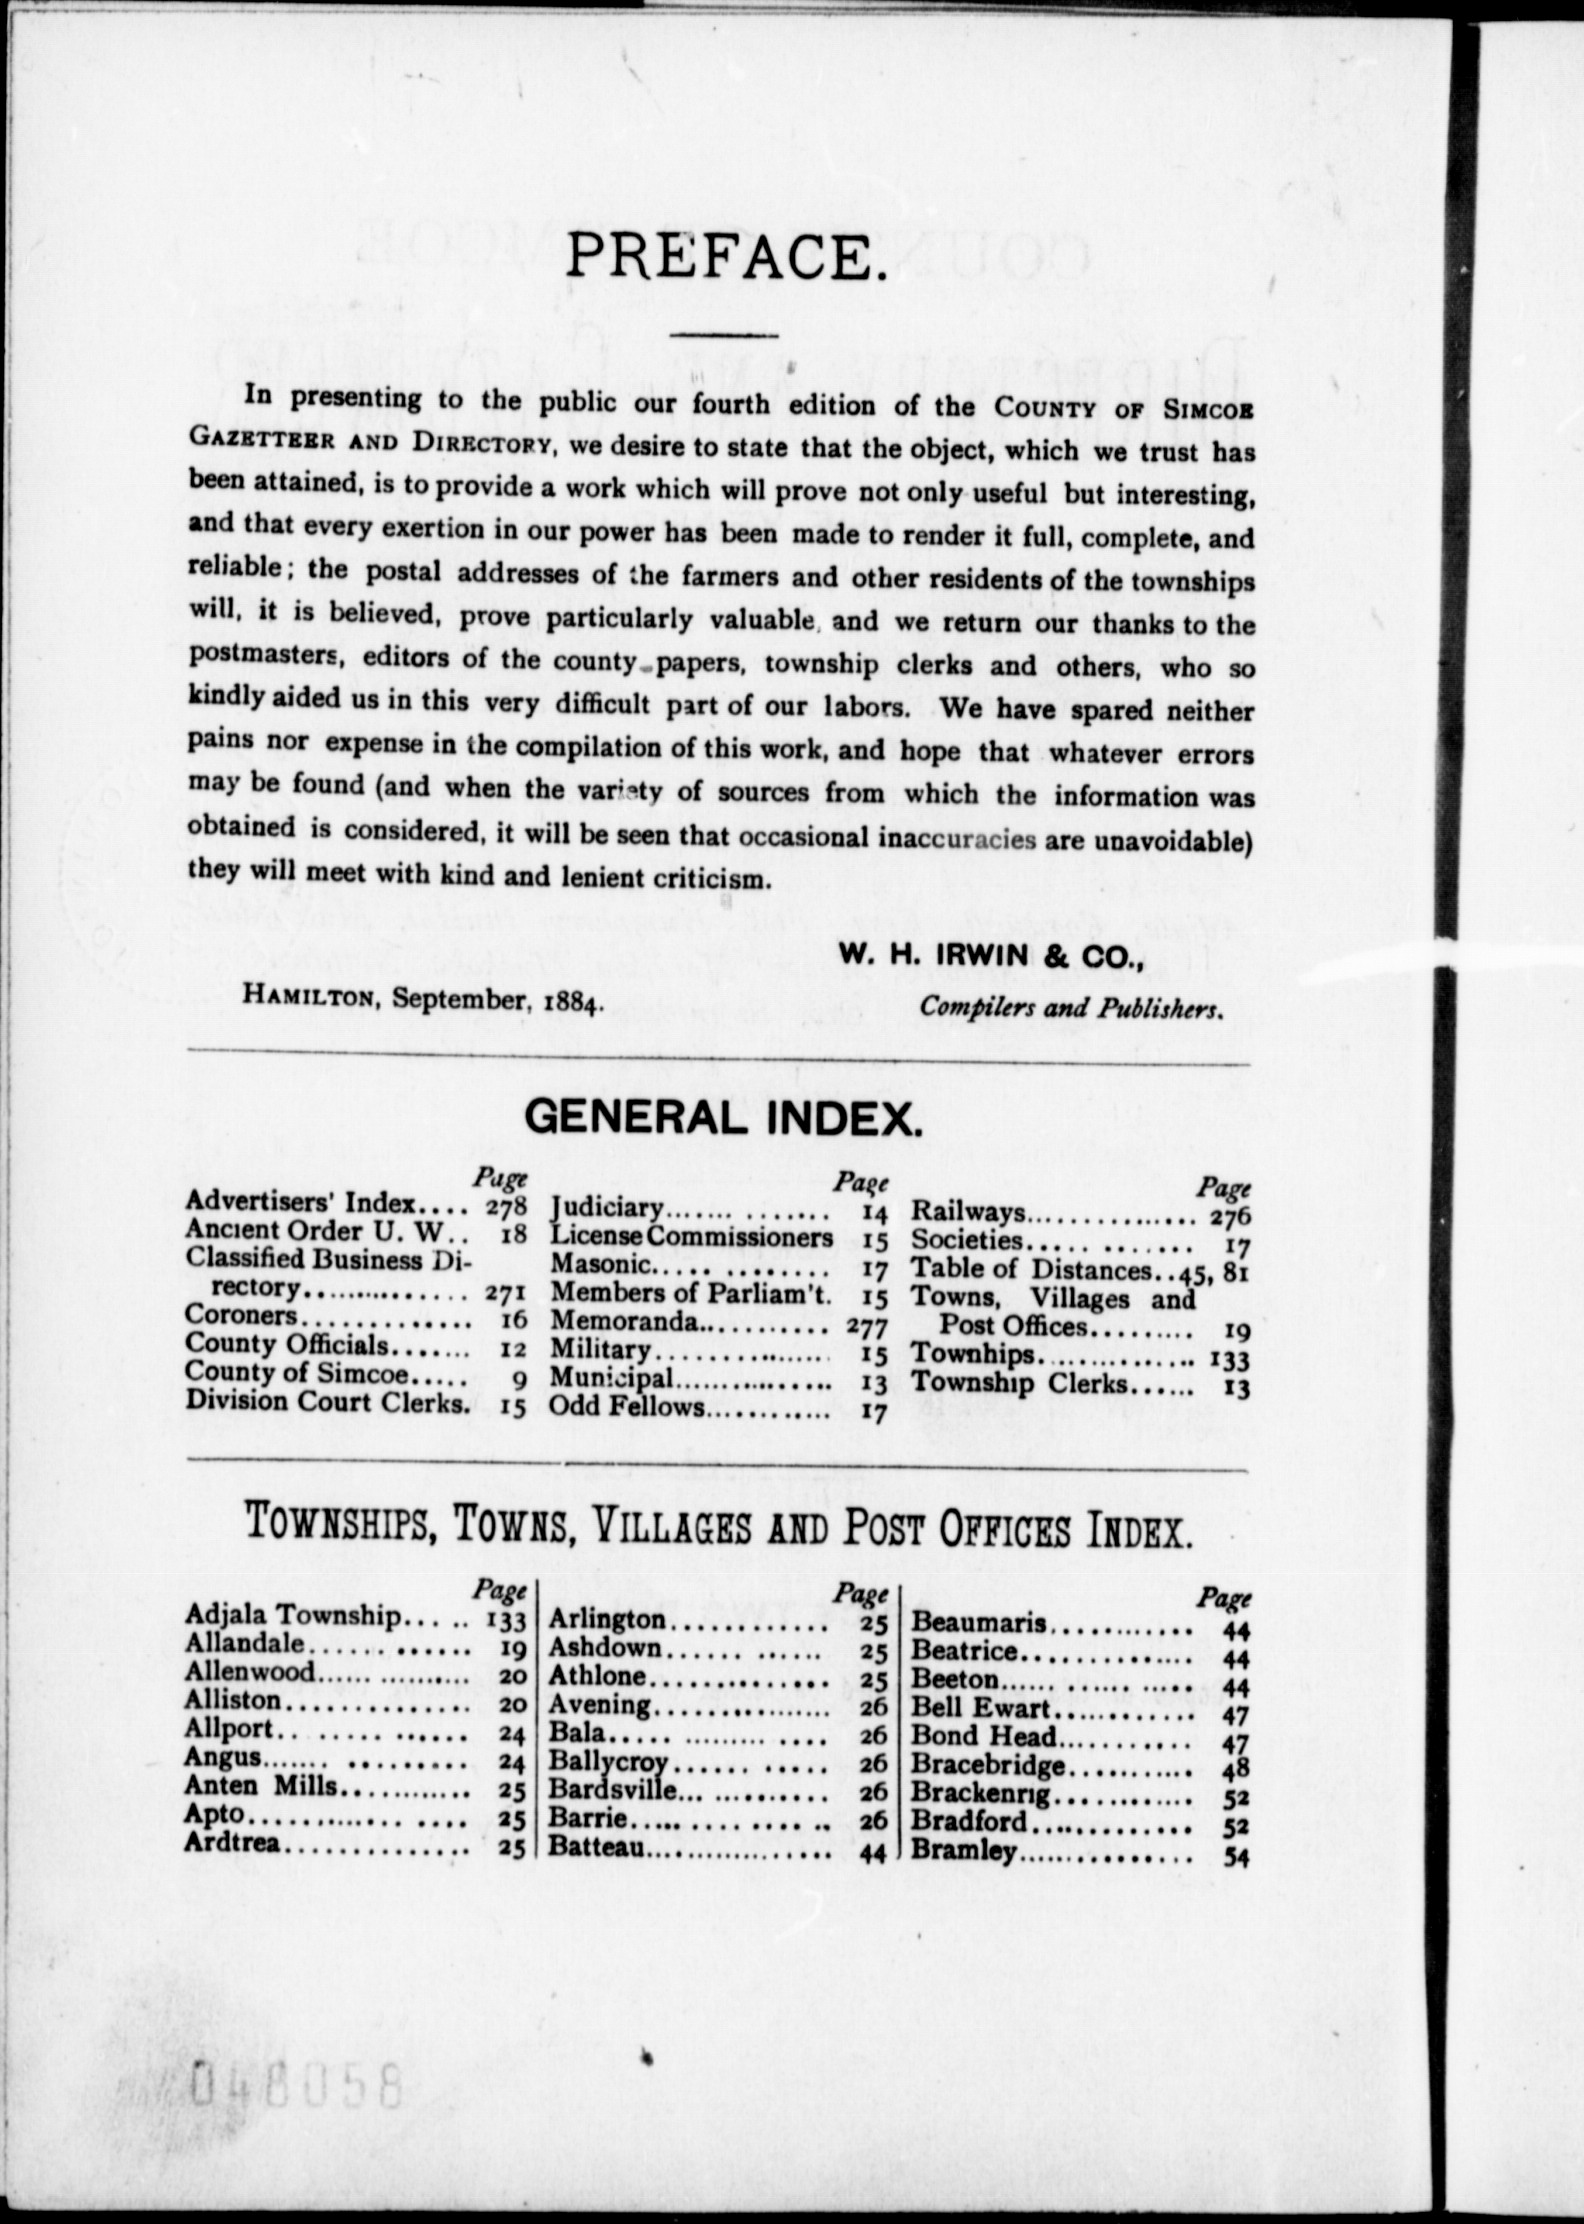 PREFACE.
In presenting to the public our fourth edition of the COUNTY OF SIMCOE
GAZETTEER AND DIRECTORY, we desire to state that the object, which we trust has
been attained, is to provide a work which will prove not only useful but interesting,
and that every exertion in our power has been made to render it full, complete, and
reliable; the postal addresses of the farmers and other residents of the townships
will, it is believed, prove particularly valuable, and we return our thanks to the
postmasters, editors of the county papers, township clerks and others, who so
kindly aided us in this very difficult part of our labors. We have spared neither
pains nor expense in the compilation of this work, and hope that whatever errors
may be found (and when the variety of sources from which the information was
obtained is considered, it will be seen that occasional inaccuracies are unavoidable)
they will meet with kind and lenient criticism.
W. H. IRWIN & CO.,
HAMILTON, September, 1884.
Compilers and Publishers.
GENERAL INDEX.
Page
Advertisers' Index.... 278
Ancient Order U. W.. 18
Classified Business Di-
rectory............... 271
Coroners............. 16
County Officials....... 12
County of Simcoe..... 9
Division Court Clerks. 15
Page
Judiciary.............. 14
License Commissioners 15
Masonic.............. 17
Members of Parliam't. 15
Memoranda............ 277
Military................ 15
Municipal............... 13
Odd Fellows............ 17
Page
Railways............... 276
Societies............ 17
Table of Distances..45, 81
Towns, Villages and
Post Offices.......... 19
Townhips............... 133
Township Clerks...... 13
TOWNSHIPS, TOWNS, VILLAGES AND POST OFFICES INDEX.
Page
Adjala Township..... 133
Allandale............ 19
Allenwood................ 20
Alliston.............. 20
Allport.............. 24
Angus................. 24
Anten Mills............ 25
Apto................. 25
Ardtrea.............. 25
Page
Arlington............ 25
Ashdown............ 25
Athlone.............. 25
Avening................ 26
Bala.................. 26
Ballycroy............ 26
Bardsville............ 26
Barrie................ 26
Batteau................. 44
Page
Beaumaris............ 44
Beatrice.............. 44
Beeton................. 44
Bell Ewart............ 47
Bond Head........... 47
Bracebridge........... 48
Brackenrig............ 52
Bradford............. 52
Bramley............... 54
048058